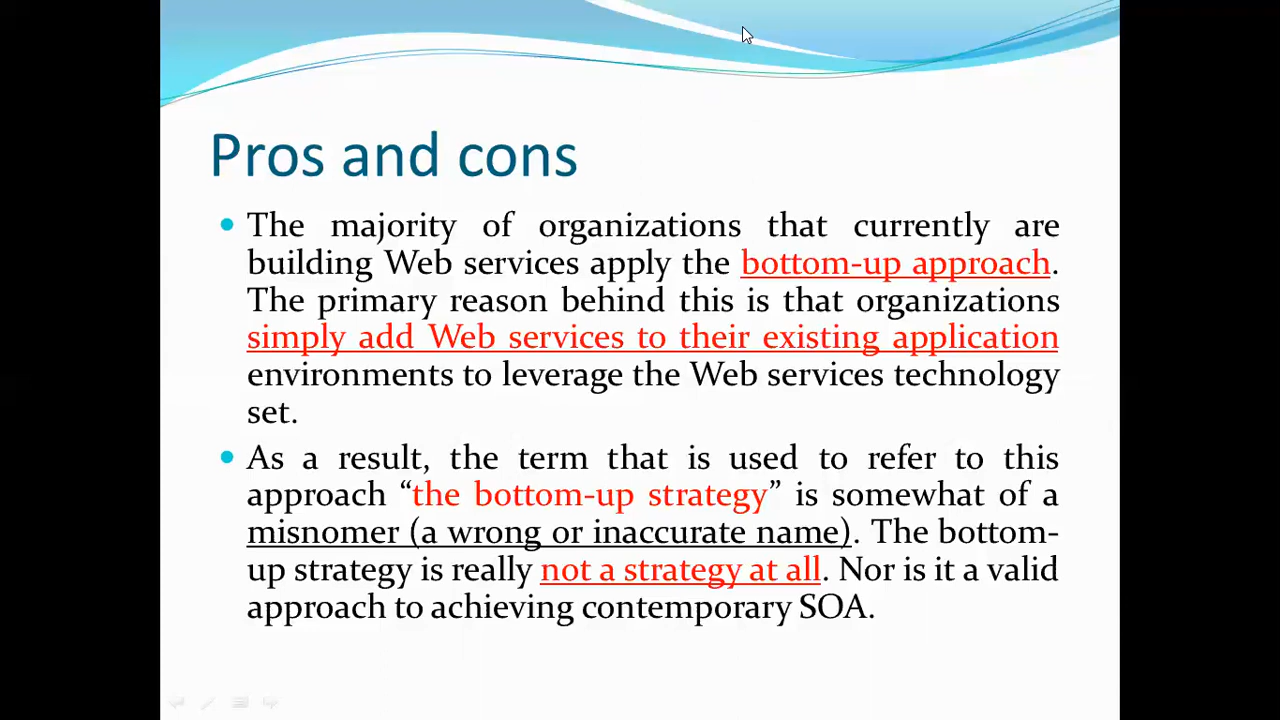 Pros and cons
The majority of organizations that currently are
building Web services apply the bottom-up approach.
The primary reason behind this is that organizations
simply add Web services to their existing application
environments to leverage the Web services technology
set.
As a result, the term that is used to refer to this
approach “the bottom-up strategy” is somewhat of a
misnomer (a wrong or inaccurate name). The bottom-
up strategy is really not a strategy at all. Nor is it a valid
approach to achieving contemporary SOA.